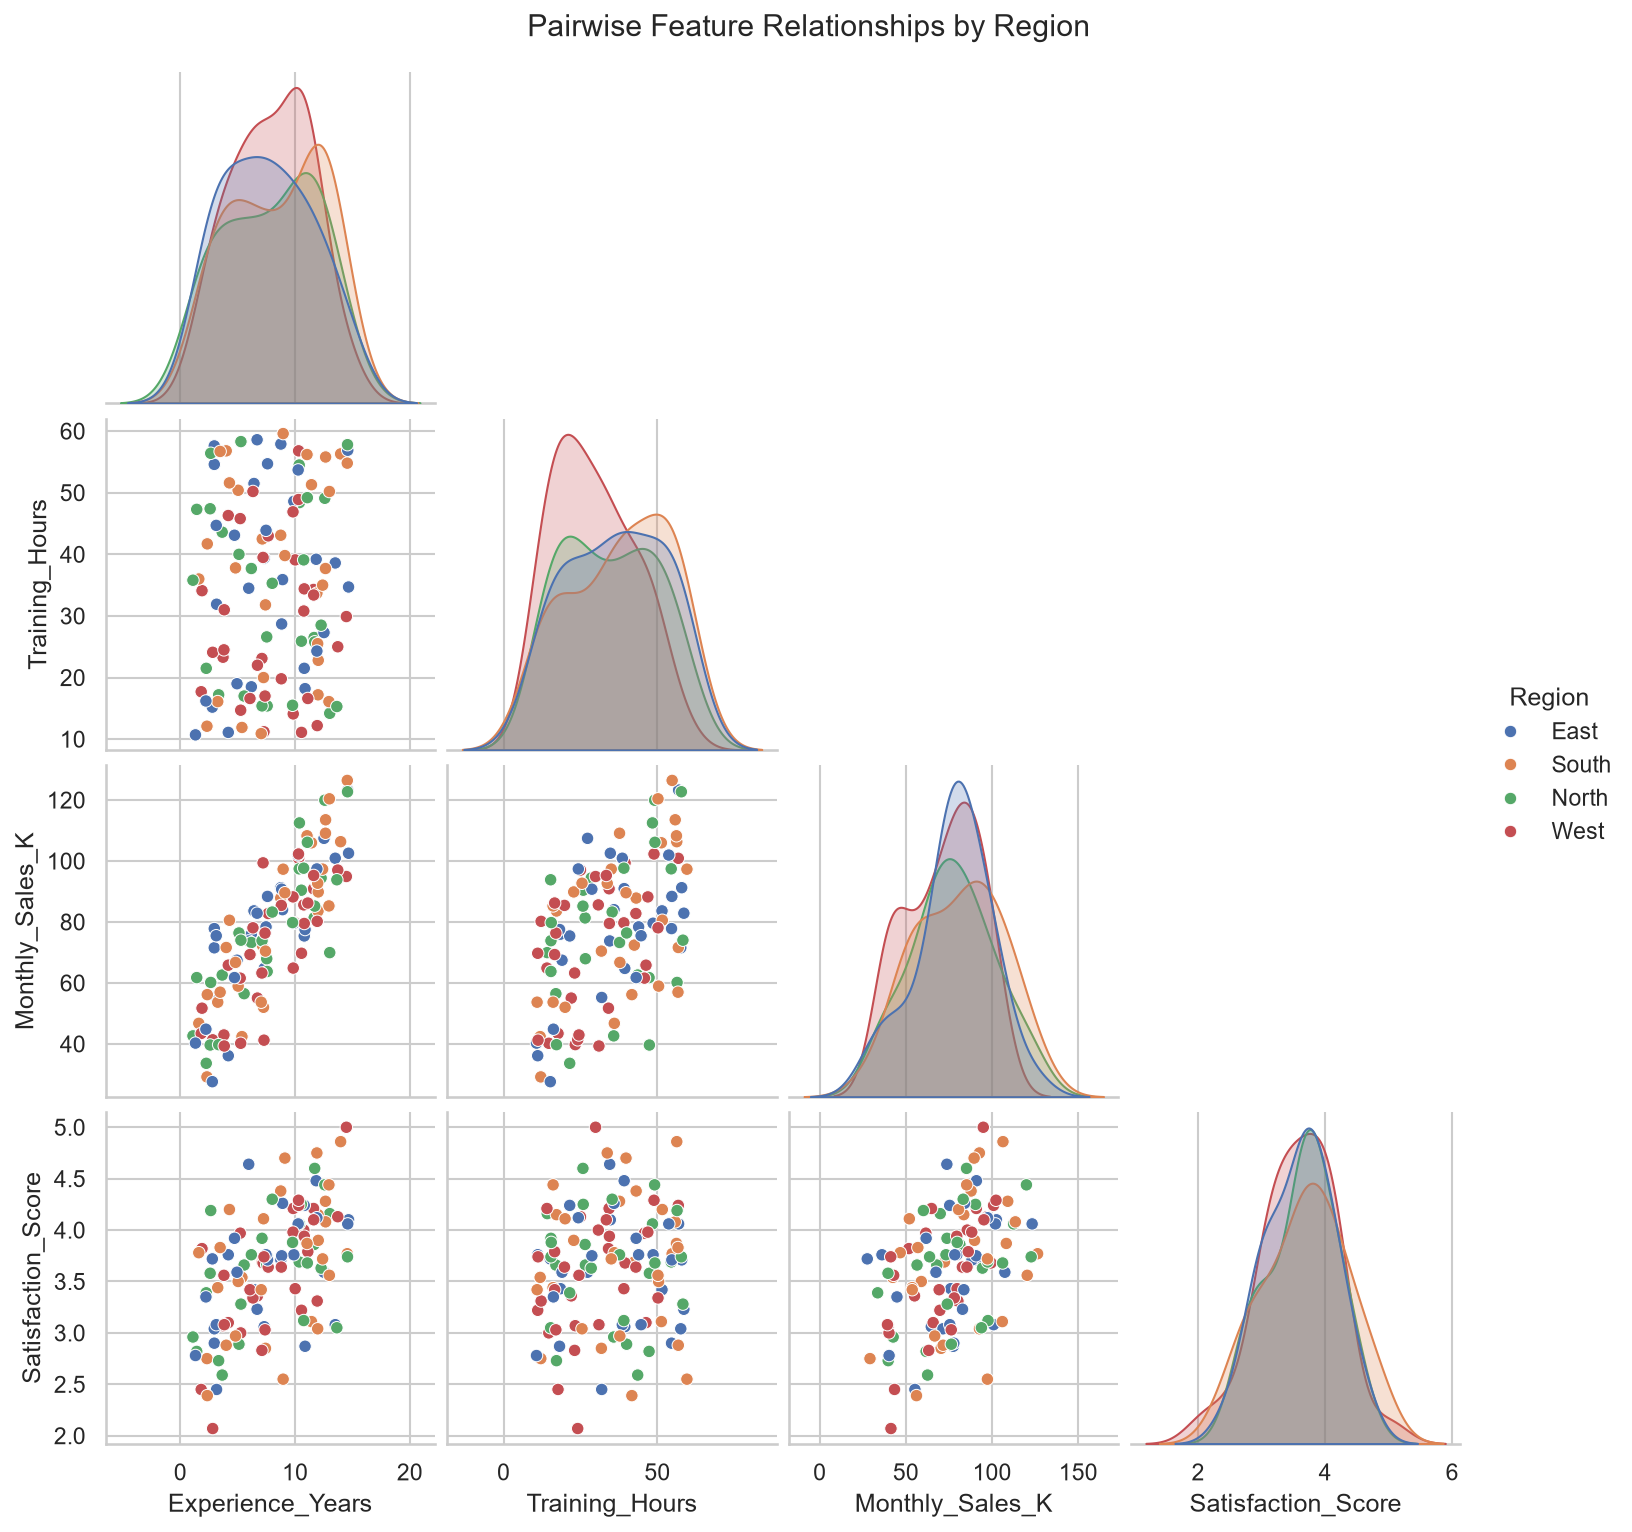 Pairwise Feature Relationships by Region
Training_Hours
60
50
40
30
20
10
Monthly_Sales_K
120
100
80
60
40
Satisfaction_Score
5.0
4.5
4.0
3.5
3.0
2.5
2.0
0 10 20
Experience_Years
0 50
Training_Hours
0 50 100 150
Monthly_Sales_K
2 4 6
Satisfaction_Score
Region
East
South
North
West